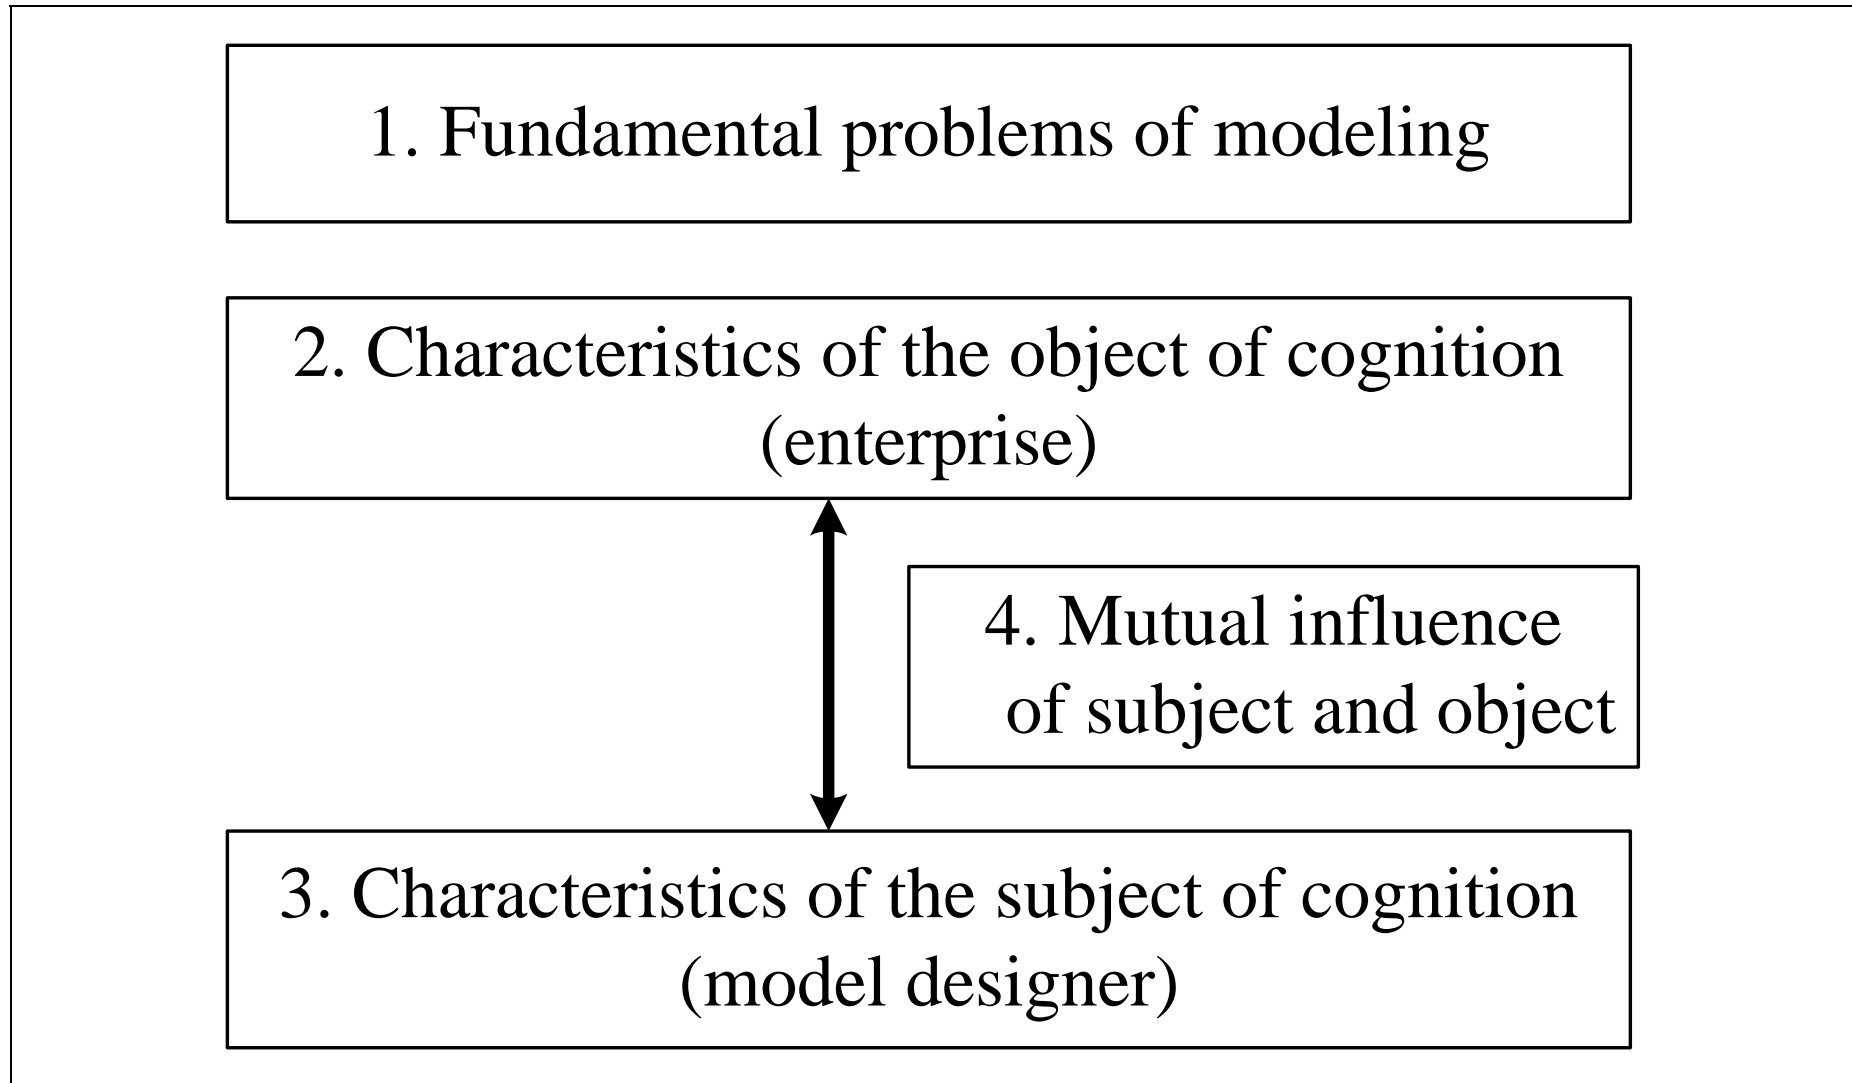 1. Fundamental problems of modeling
2. Characteristics of the object of cognition
(enterprise)
4. Mutual influence
of subject and object
3. Characteristics of the subject of cognition
(model designer)